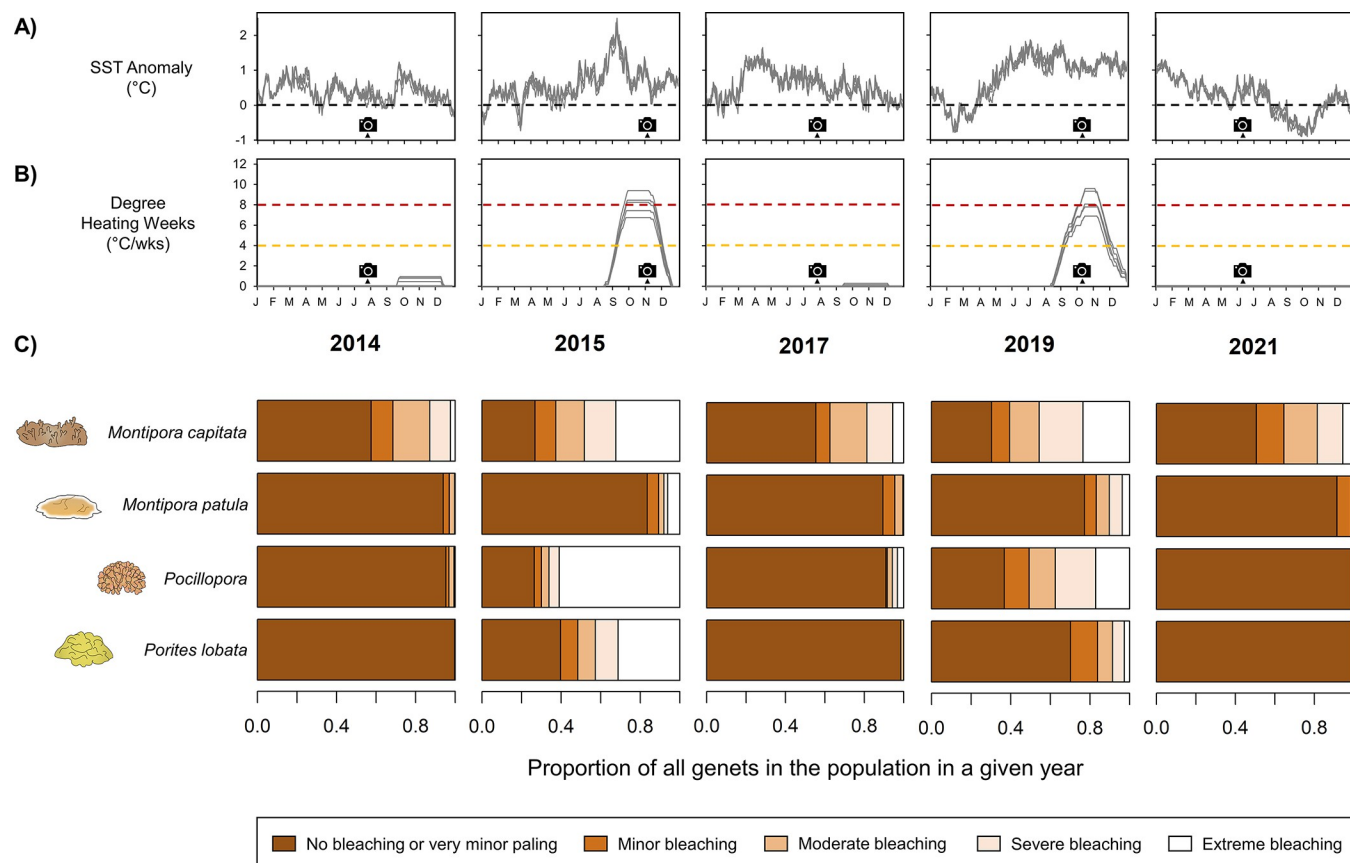 A)
SST Anomaly
(°C)
2
1
0
-1
J F M A M J J A S O N D
J F M A M J J A S O N D
J F M A M J J A S O N D
J F M A M J J A S O N D
J F M A M J J A S O N D
B)
Degree
Heating Weeks
(°C/wks)
12
10
8
6
4
2
0
J F M A M J J A S O N D
J F M A M J J A S O N D
J F M A M J J A S O N D
J F M A M J J A S O N D
J F M A M J J A S O N D
C)
2014 2015 2017 2019 2021
Montipora capitata
Montipora patula
Pocillopora
Porites lobata
0.0 0.4 0.8 0.0 0.4 0.8 0.0 0.4 0.8 0.0 0.4 0.8 0.0 0.4 0.8
Proportion of all genets in the population in a given year
No bleaching or very minor paling Minor bleaching Moderate bleaching Severe bleaching Extreme bleaching